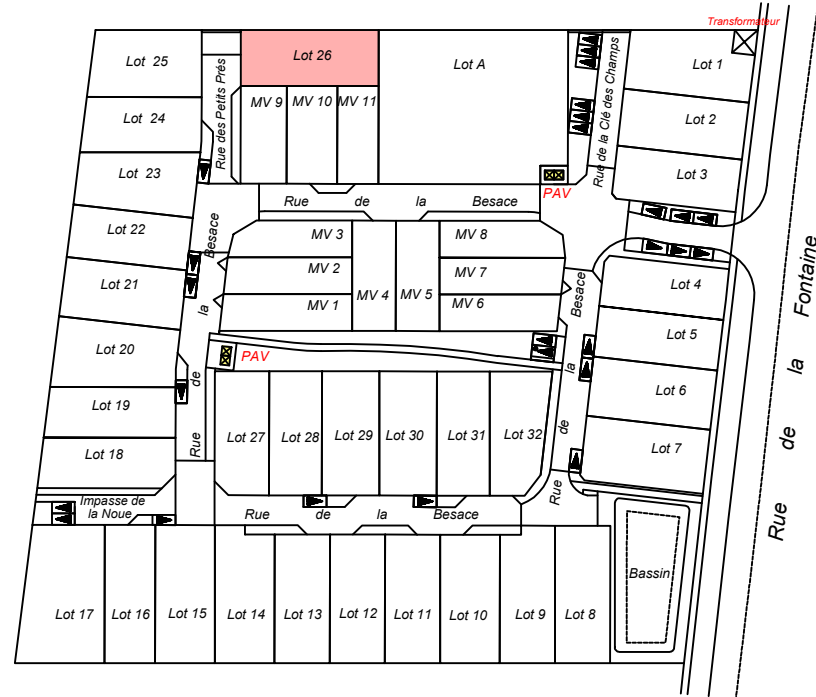 Transformateur
Lot 25
Lot 26
Lot A
Lot 1
Lot 24
Rue des Petits Prés
MV 9
MV 10
MV 11
Rue de la Clé des Champs
Lot 2
Lot 23
Lot 3
PAV
Rue de la Besace
Lot 22
MV 3
MV 8
Lot 21
MV 2
MV 7
Lot 4
MV 1
MV 4
MV 5
MV 6
Lot 5
Rue de la Besace
Rue de la Besace
Rue de la Fontaine
Lot 20
PAV
Lot 6
Lot 19
Lot 27
Lot 28
Lot 29
Lot 30
Lot 31
Lot 32
Lot 7
Lot 18
Impasse de
la Noue
Rue de la Besace
Bassin
Lot 17
Lot 16
Lot 15
Lot 14
Lot 13
Lot 12
Lot 11
Lot 10
Lot 9
Lot 8